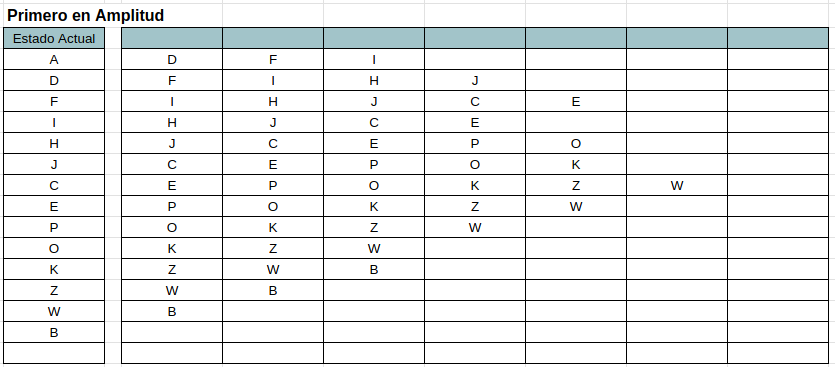 Primero en Amplitud
Estado Actual
A D F I
D F I H J
F I H J C E
I H J C E
H J C E P O
J C E P O K
C E P O K Z W
E P O K Z W
P O K Z W
O K Z W
K Z W B
Z W B
W B
B